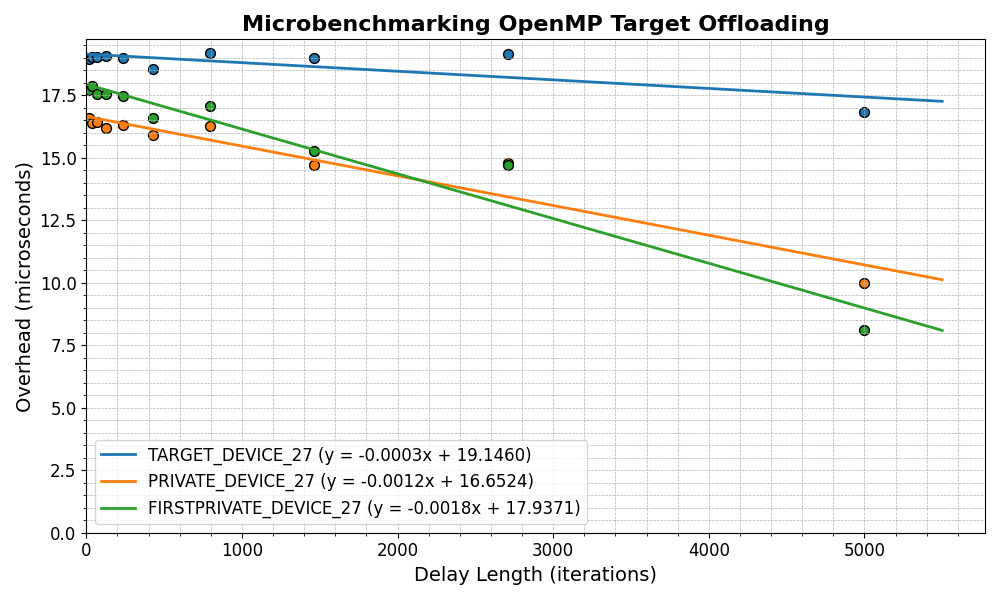 Microbenchmarking OpenMP Target Offloading
Overhead (microseconds)
17.5
15.0
12.5
10.0
7.5
5.0
2.5
0.0
TARGET_DEVICE_27 (y = -0.0003x + 19.1460)
PRIVATE_DEVICE_27 (y = -0.0012x + 16.6524)
FIRSTPRIVATE_DEVICE_27 (y = -0.0018x + 17.9371)
0 1000 2000 3000 4000 5000
Delay Length (iterations)